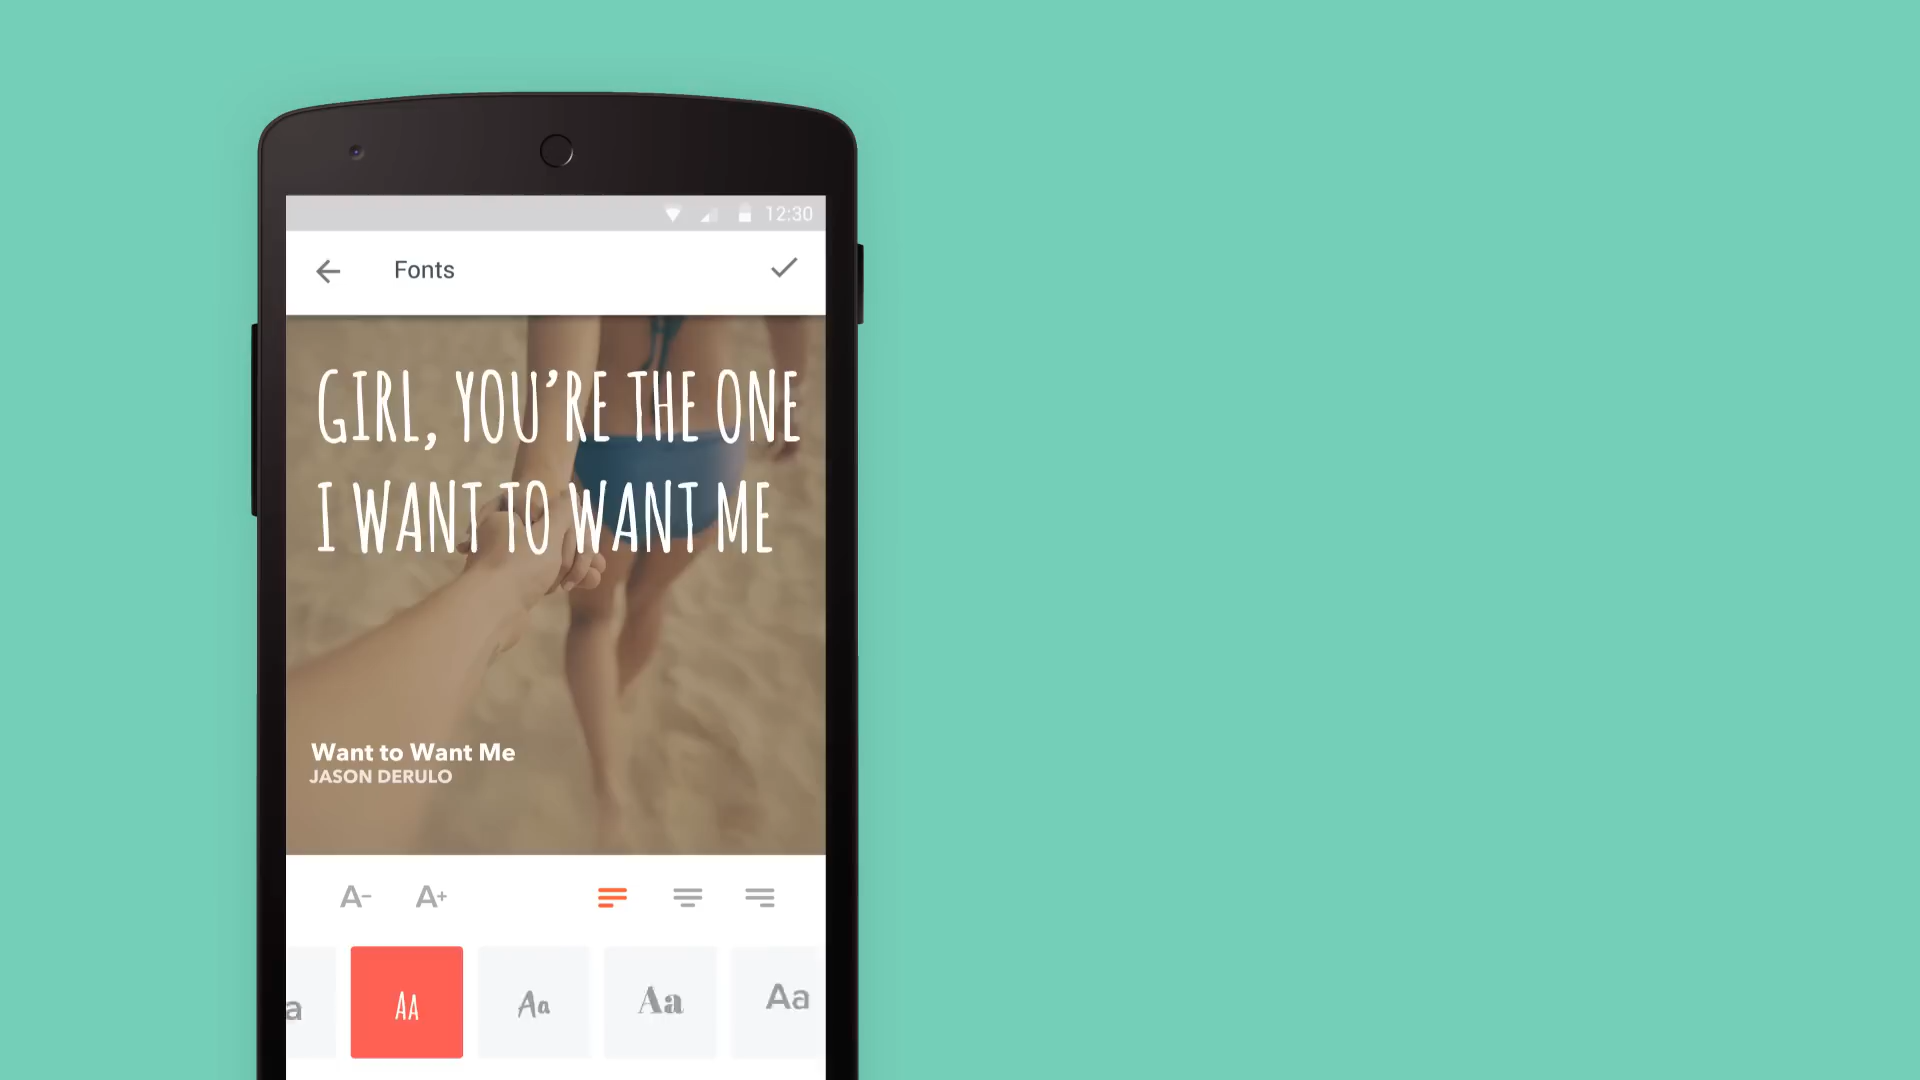 12:30
Fonts
GIRL, YOU'RE THE ONE
I WANT TO WANT ME
Want to Want Me
JASON DERULO
A- A+
a AA Aa Aa Aa